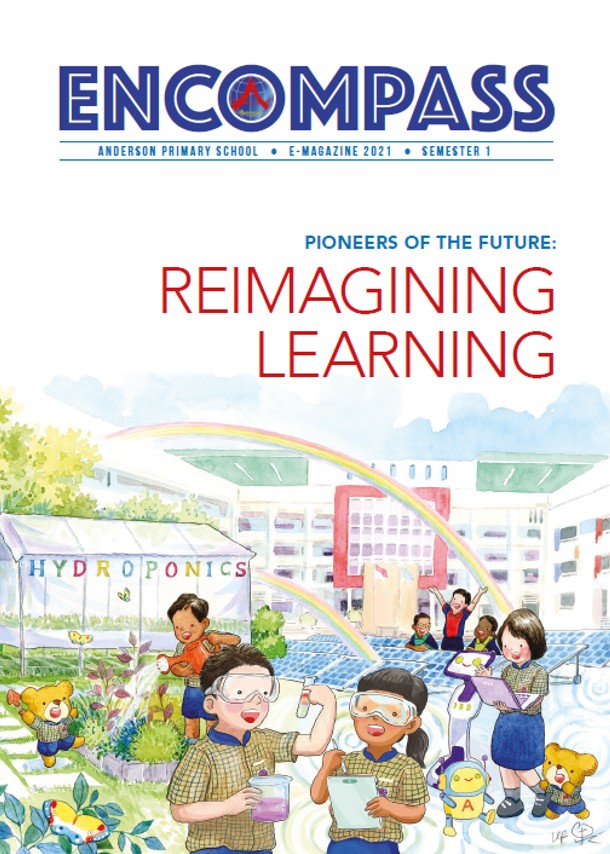 ENCOMPASS
ANDERSON PRIMARY SCHOOL • E-MAGAZINE 2021 • SEMESTER 1
PIONEERS OF THE FUTURE:
REIMAGINING
LEARNING
HYDROPONICS
A